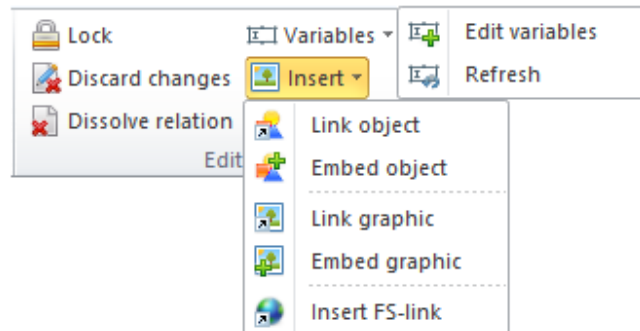 Lock
Variables
Edit variables
Discard changes
Insert
Refresh
Dissolve relation
Link object
Edit
Embed object
Link graphic
Embed graphic
Insert FS-link